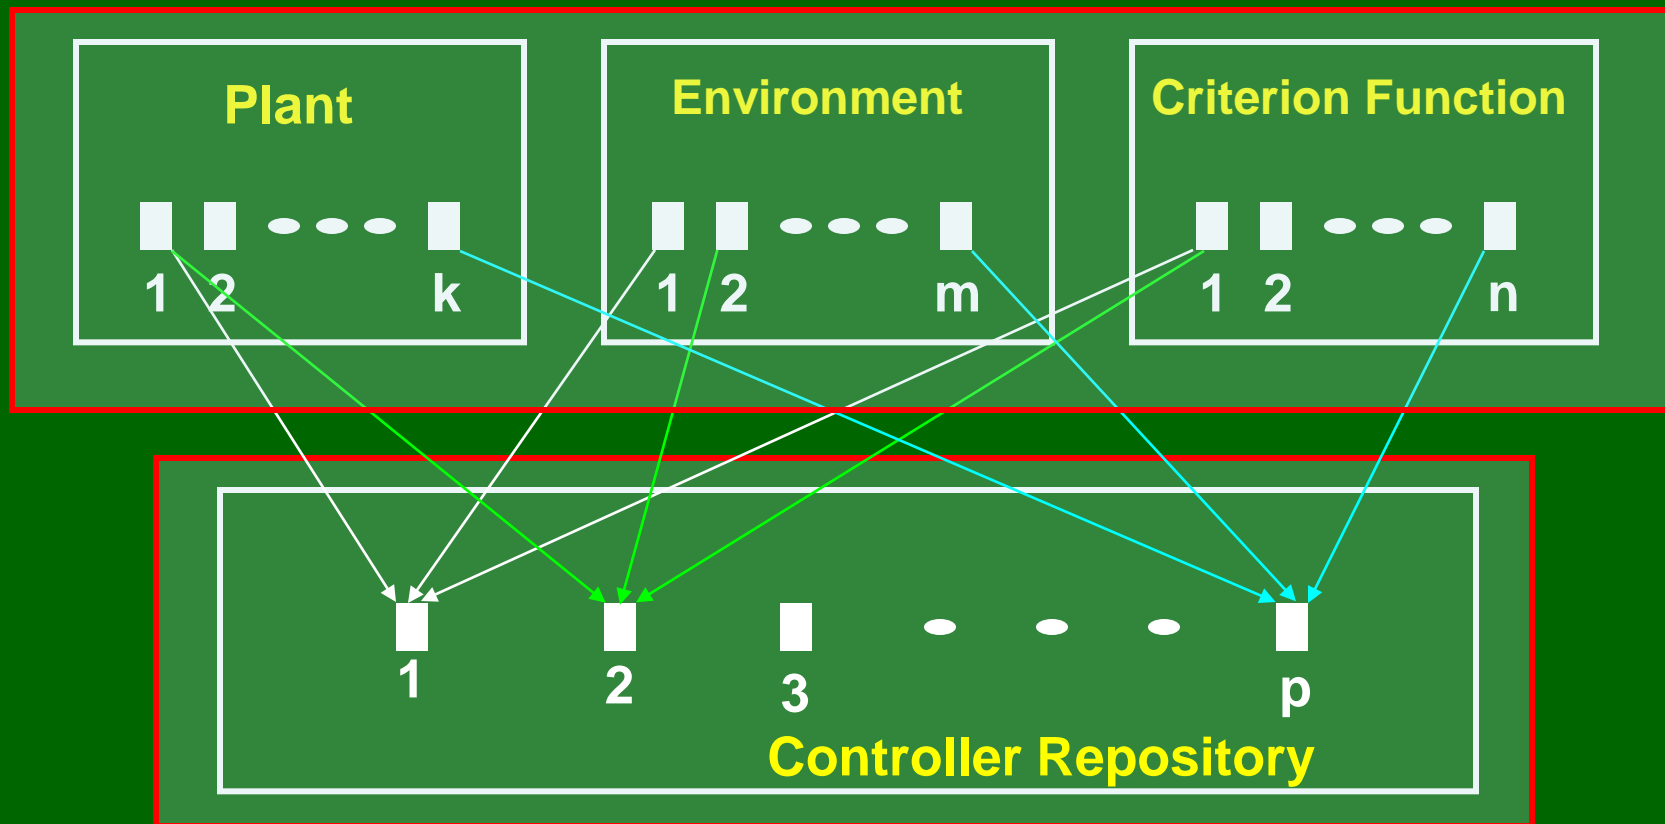 Plant
Environment
Criterion Function
1 2 k
1 2 m
1 2 n
1 2 3 p
Controller Repository